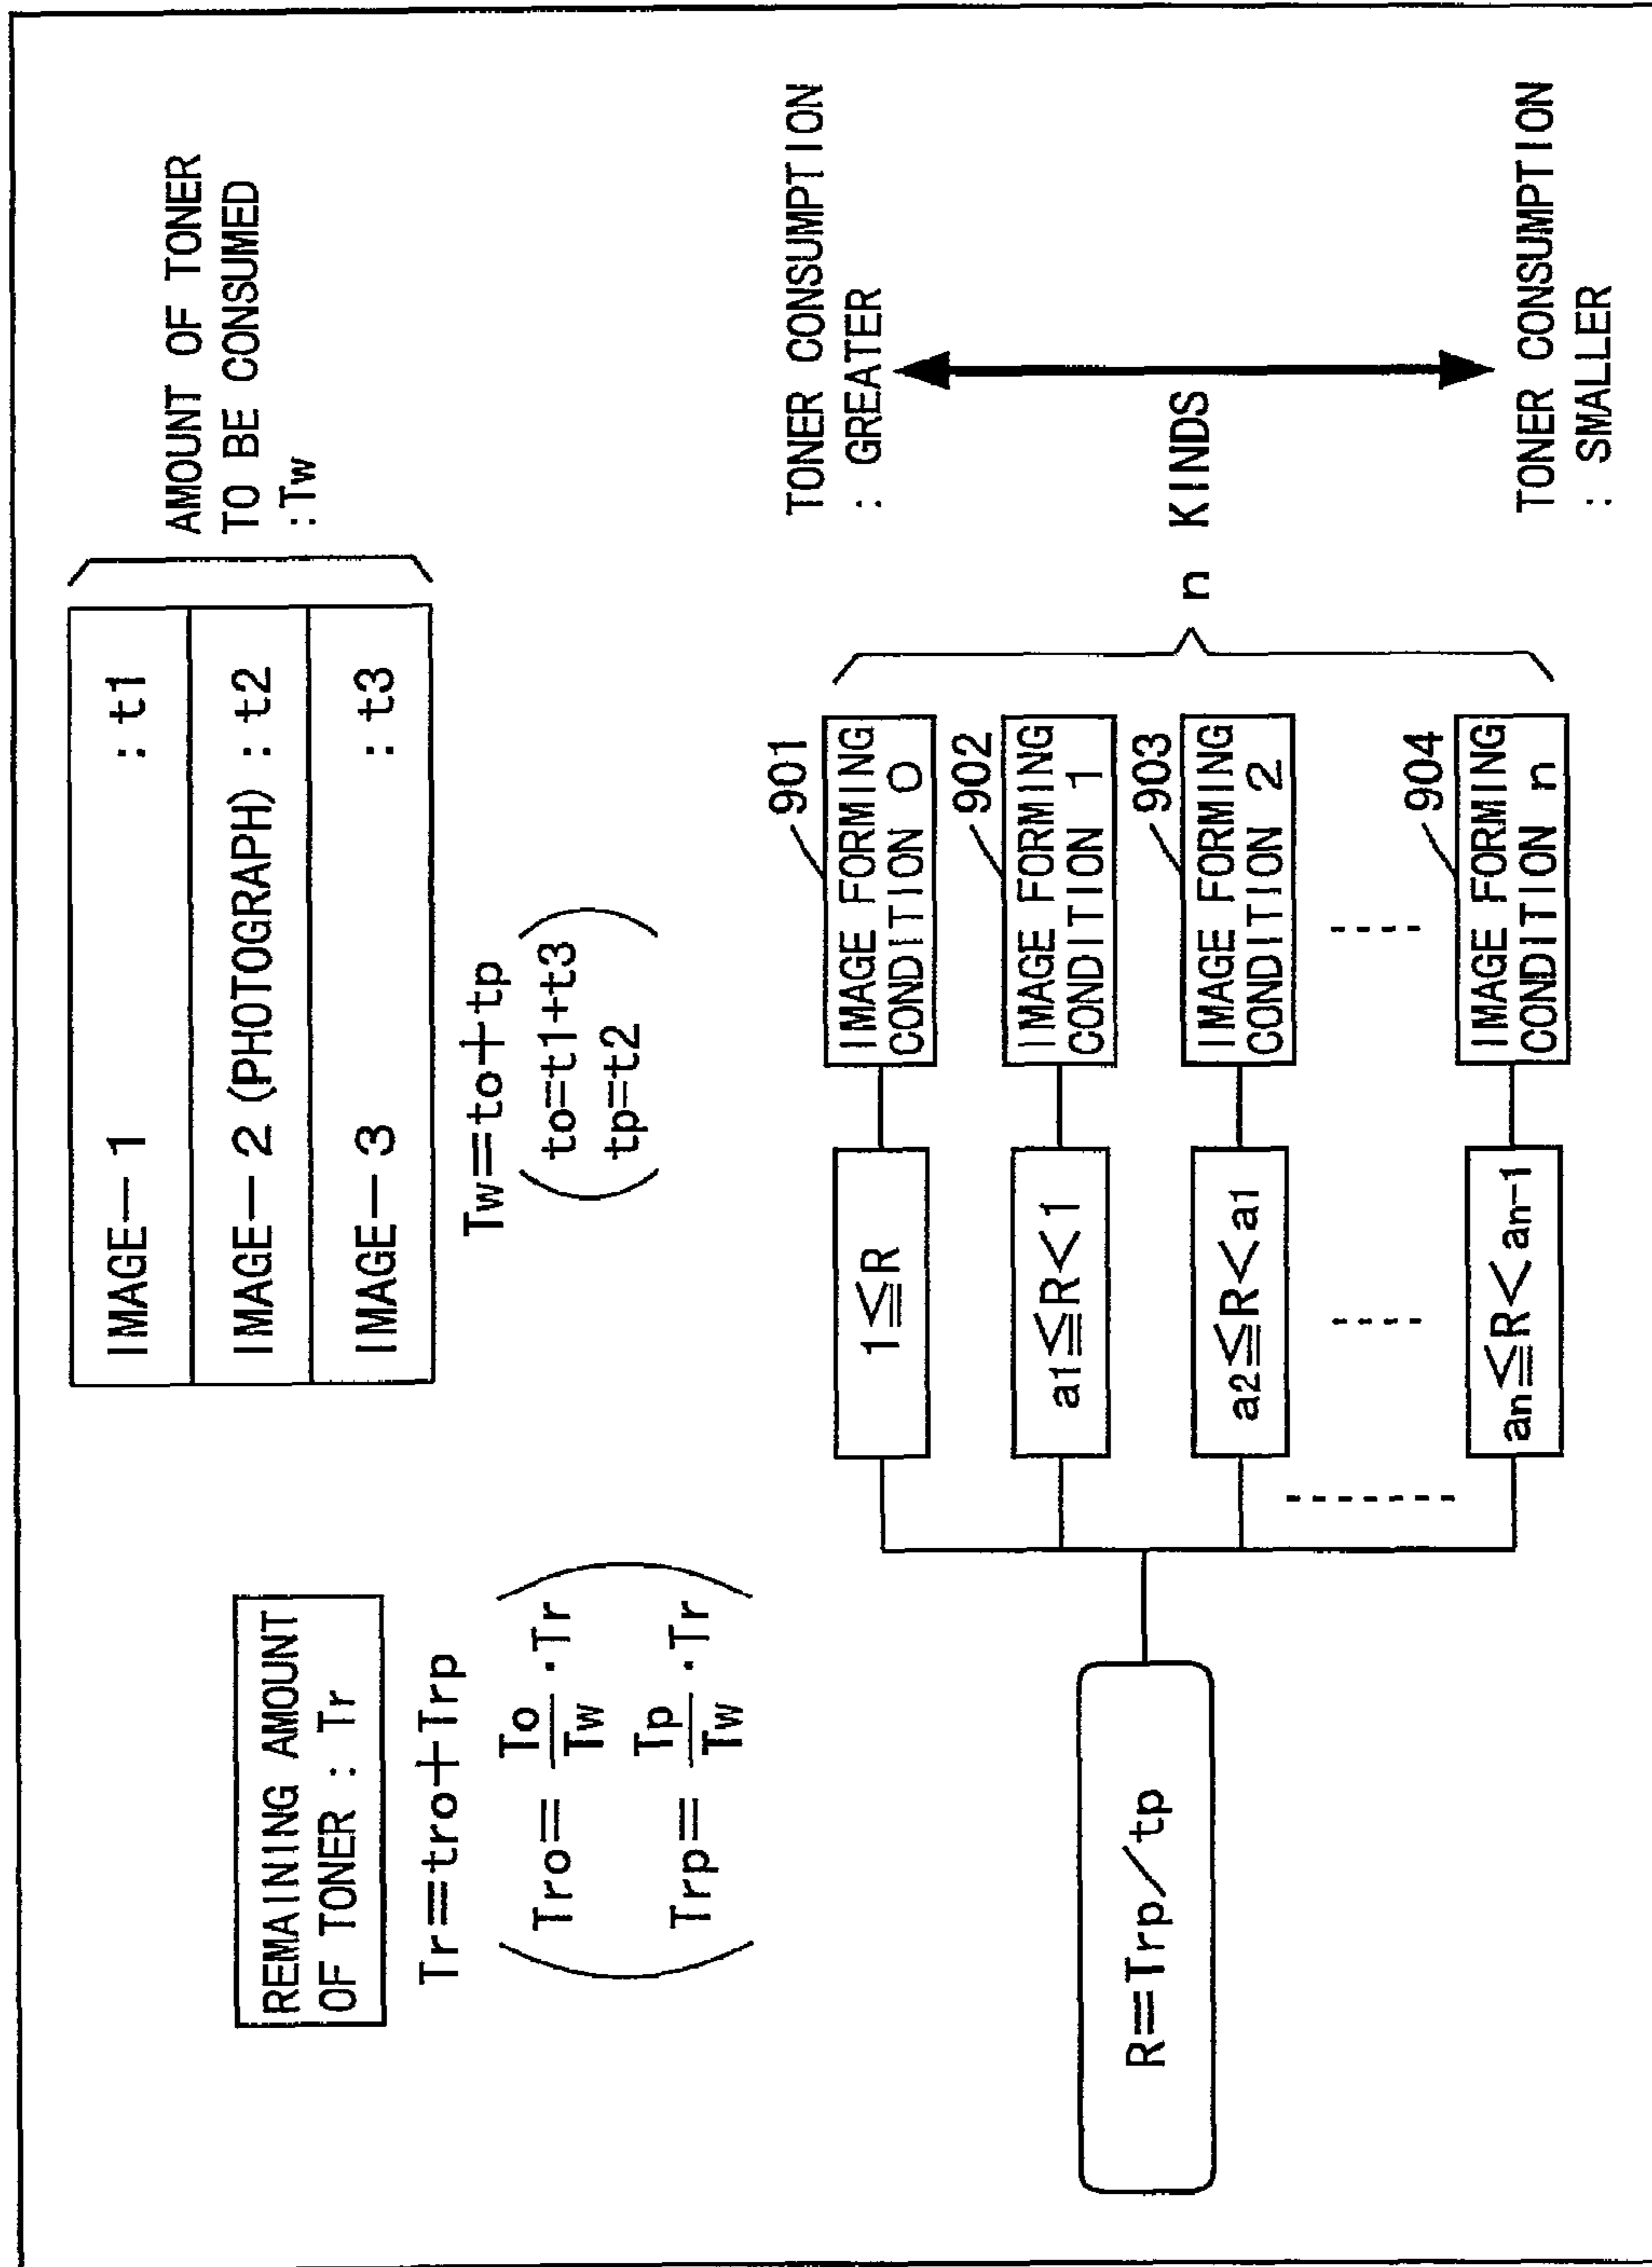 REMAINING AMOUNT
OF TONER : Tr
Tr=tro+Trp
Tro= To/Tw ·Tr
Trp= Tp/Tw ·Tr
IMAGE-1 : t1
IMAGE-2 (PHOTOGRAPH) : t2
IMAGE-3 : t3
AMOUNT OF TONER
TO BE CONSUMED
:Tw
Tw=to+tp
to=t1+t3
tp=t2
R=Trp/tp
1≦R
901
IMAGE FORMING
CONDITION 0
a1≦R<1
902
IMAGE FORMING
CONDITION 1
a2≦R<a1
903
IMAGE FORMING
CONDITION 2
an≦R<an-1
904
IMAGE FORMING
CONDITION n
n KINDS
TONER CONSUMPTION
: GREATER
TONER CONSUMPTION
: SMALLER